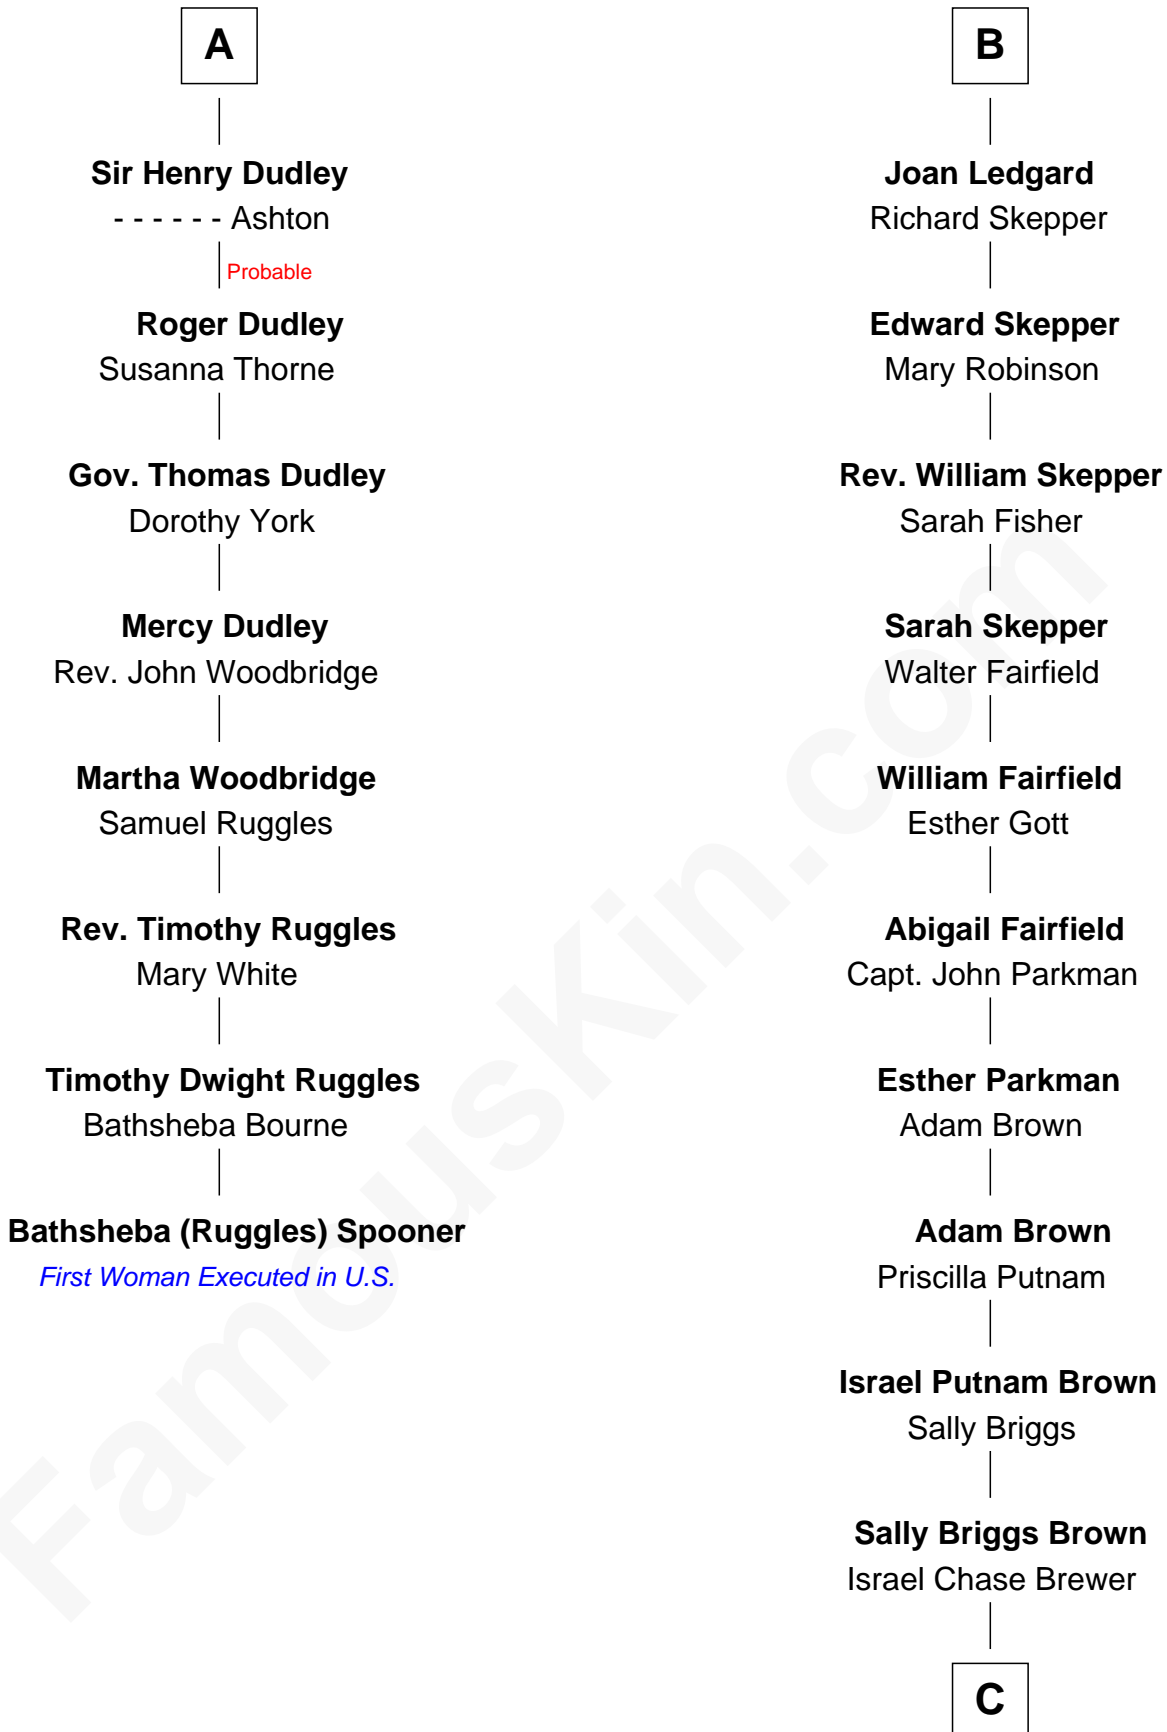 A
Sir Henry Dudley
- - - - - - Ashton
Probable
Roger Dudley
Susanna Thorne
Gov. Thomas Dudley
Dorothy York
Mercy Dudley
Rev. John Woodbridge
Martha Woodbridge
Samuel Ruggles
Rev. Timothy Ruggles
Mary White
Timothy Dwight Ruggles
Bathsheba Bourne
Bathsheba (Ruggles) Spooner
First Woman Executed in U.S.
B
Joan Ledgard
Richard Skepper
Edward Skepper
Mary Robinson
Rev. William Skepper
Sarah Fisher
Sarah Skepper
Walter Fairfield
William Fairfield
Esther Gott
Abigail Fairfield
Capt. John Parkman
Esther Parkman
Adam Brown
Adam Brown
Priscilla Putnam
Israel Putnam Brown
Sally Briggs
Sally Briggs Brown
Israel Chase Brewer
C
FamousKin.com